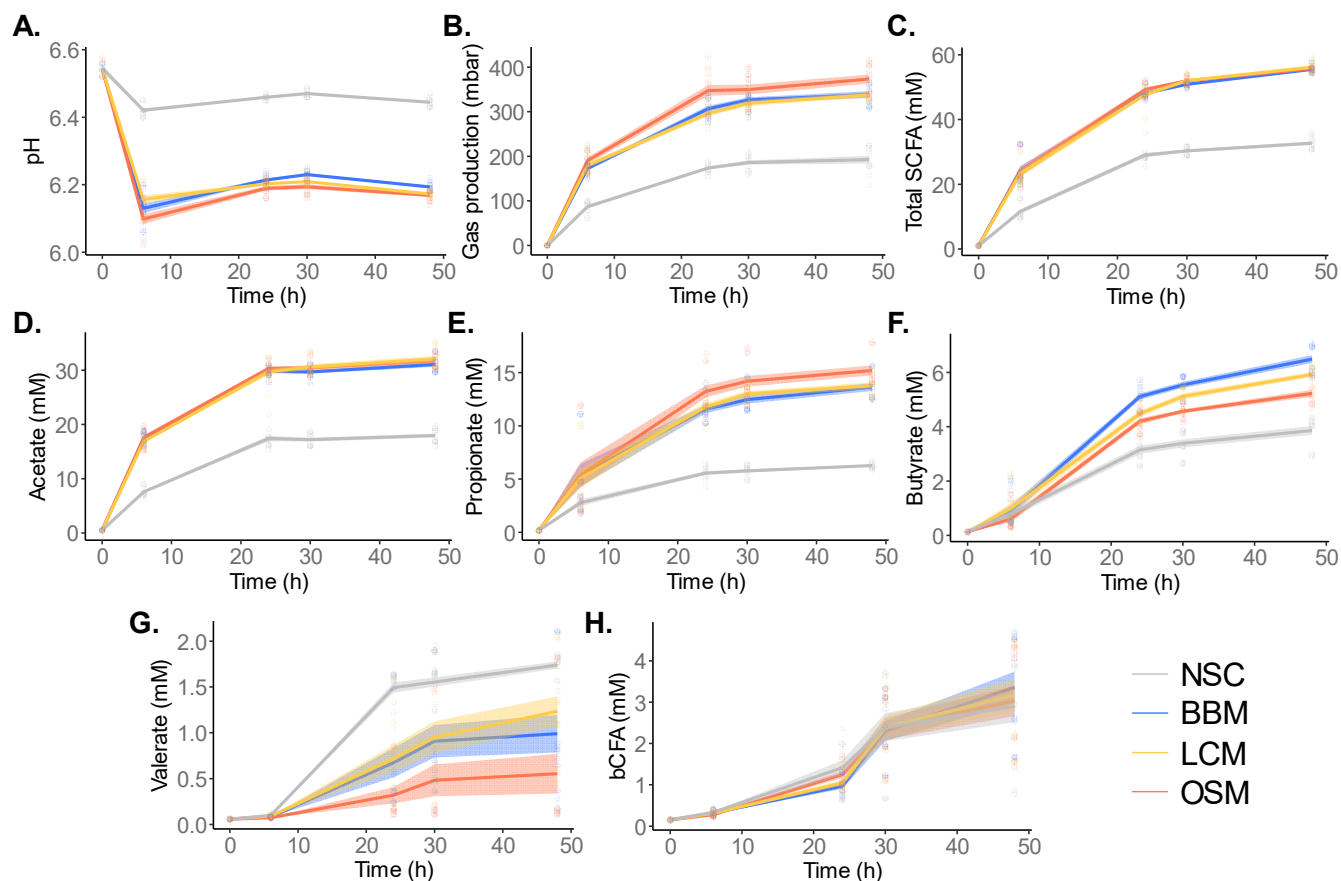 A.
B.
C.
pH
6.6
6.4
6.2
6.0
0
10
20
30
40
50
Time (h)
Gas production (mbar)
400
300
200
100
0
0
10
20
30
40
50
Time (h)
Total SCFA (mM)
60
40
20
0
0
10
20
30
40
50
Time (h)
D.
E.
F.
Acetate (mM)
30
20
10
0
0
10
20
30
40
50
Time (h)
Propionate (mM)
15
10
5
0
0
10
20
30
40
50
Time (h)
Butyrate (mM)
6
4
2
0
0
10
20
30
40
50
Time (h)
G.
H.
Valerate (mM)
2.0
1.5
1.0
0.5
0.0
0
10
20
30
40
50
Time (h)
bCFA (mM)
4
3
2
1
0
0
10
20
30
40
50
Time (h)
NSC
BBM
LCM
OSM